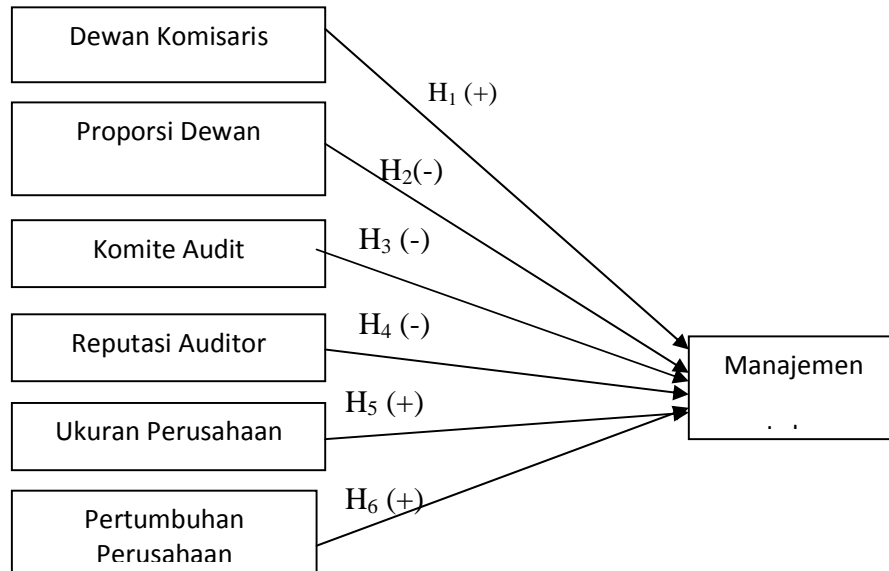 Dewan Komisaris
H₁ (+)
Proporsi Dewan
H₂(-)
Komite Audit
H₃ (-)
Reputasi Auditor
H₄ (-)
Manajemen
Ukuran Perusahaan
H₅ (+)
Pertumbuhan
Perusahaan
H₆ (+)